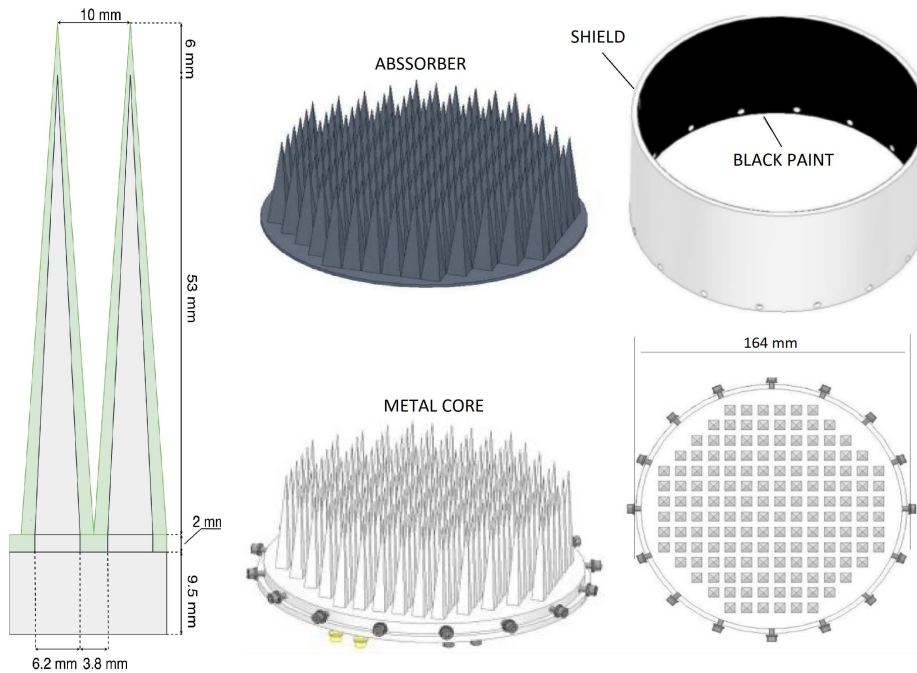 10 mm
6 mm
53 mm
2 mm
9.5 mm
6.2 mm 3.8 mm
ABSSORBER
SHIELD
BLACK PAINT
METAL CORE
164 mm